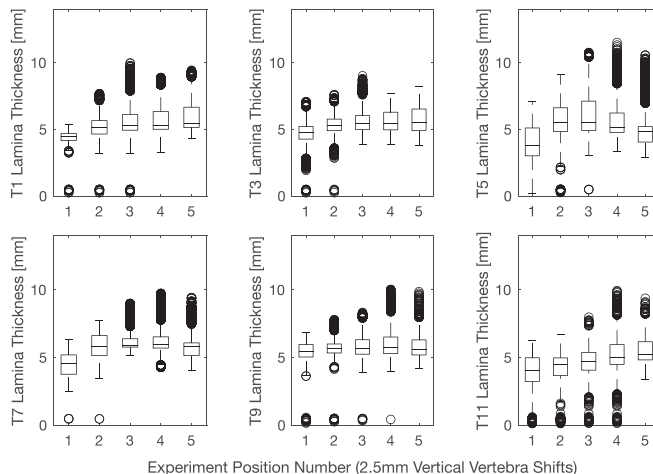 T1 Lamina Thickness [mm]
10
5
0
1 2 3 4 5
T3 Lamina Thickness [mm]
10
5
0
1 2 3 4 5
T5 Lamina Thickness [mm]
10
5
0
1 2 3 4 5
T7 Lamina Thickness [mm]
10
5
0
1 2 3 4 5
T9 Lamina Thickness [mm]
10
5
0
1 2 3 4 5
T11 Lamina Thickness [mm]
10
5
0
1 2 3 4 5
Experiment Position Number (2.5mm Vertical Vertebra Shifts)